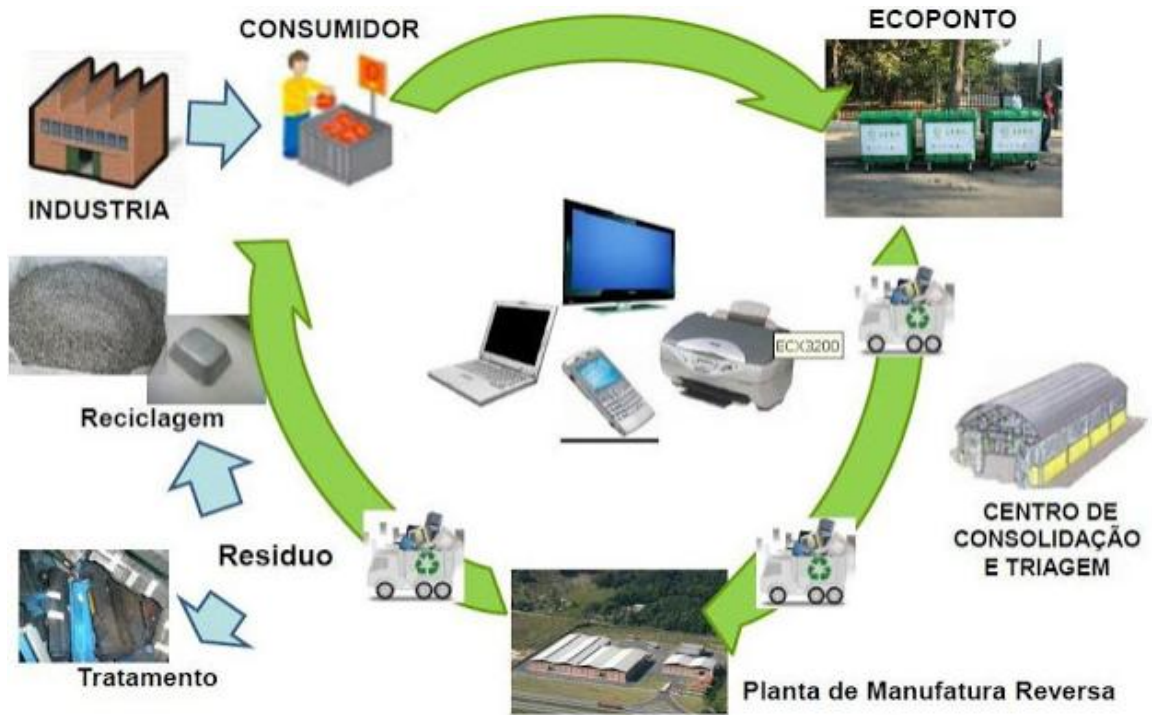 CONSUMIDOR
ECOPONTO
INDUSTRIA
ECX3200
Reciclagem
CENTRO DE
CONSOLIDAÇÃO
E TRIAGEM
Residuo
Tratamento
Planta de Manufatura Reversa